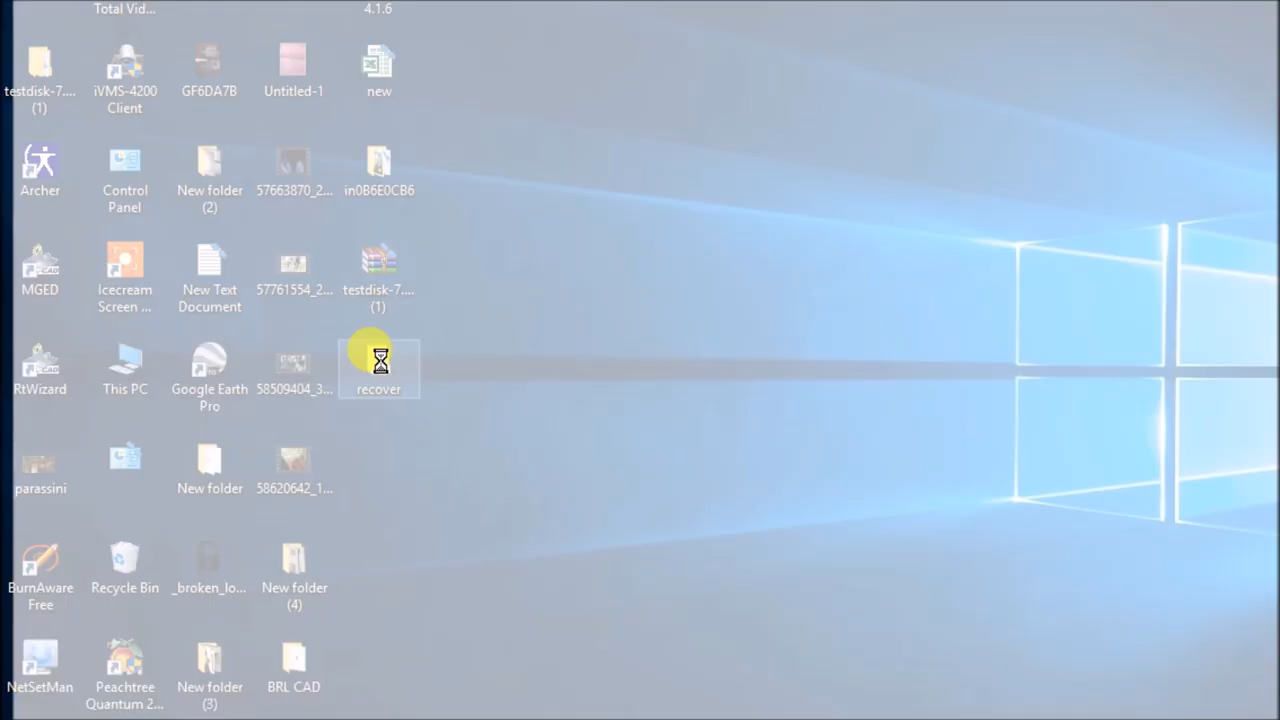 Total Vid...
4.1.6
testdisk-7....
(1)
iVMS-4200
Client
GF6DA7B
Untitled-1
new
Archer
Control
Panel
New folder
(2)
57663870_2...
in0B6E0CB6
MGED
Icecream
Screen ...
New Text
Document
57761554_2...
testdisk-7....
(1)
RtWizard
This PC
Google Earth
Pro
58509404_3...
recover
parassini
New folder
58620642_1...
BurnAware
Free
Recycle Bin
_broken_lo...
New folder
(4)
NetSetMan
Peachtree
Quantum 2...
New folder
(3)
BRL CAD